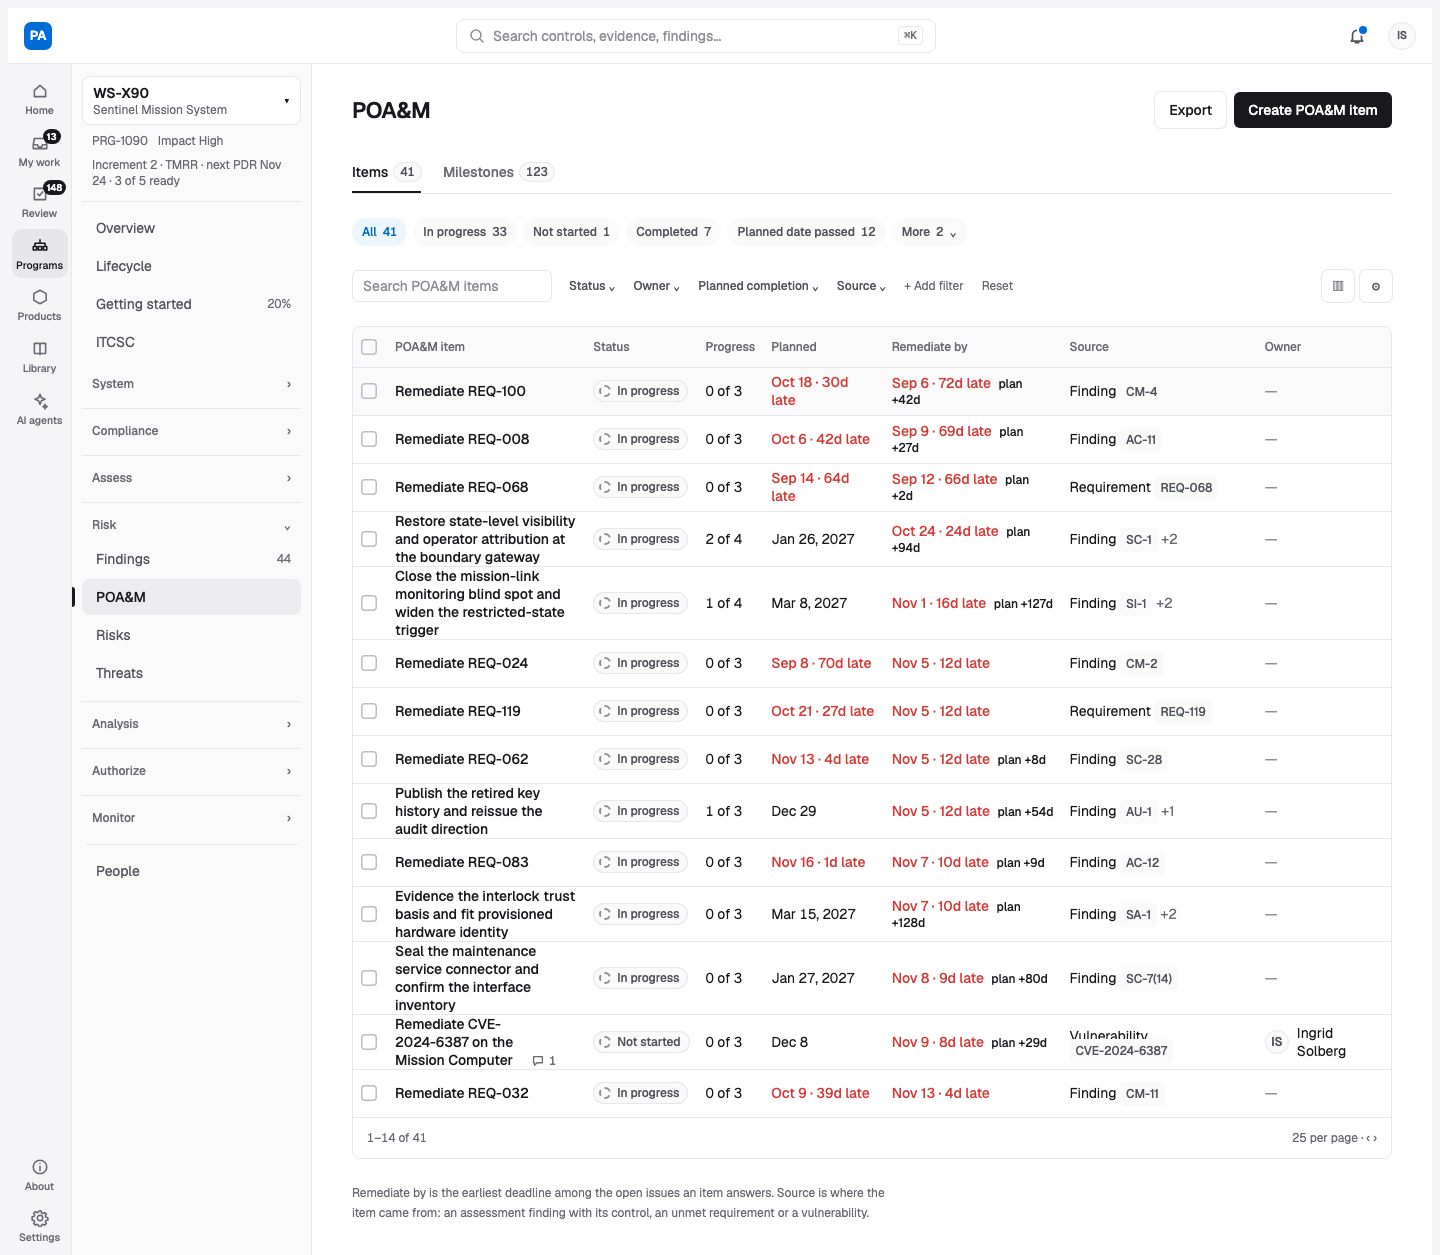 PA
Search controls, evidence, findings...
⌘K
IS
Home
13
My work
148
Review
Programs
Products
Library
AI agents
About
Settings
WS-X90
Sentinel Mission System
PRG-1090 Impact High
Increment 2 · TMRR · next PDR Nov
24 · 3 of 5 ready
Overview
Lifecycle
Getting started 20%
ITCSC
System
Compliance
Assess
Risk
Findings 44
POA&M
Risks
Threats
Analysis
Authorize
Monitor
People
POA&M
Export
Create POA&M item
Items 41 Milestones 123
All 41 In progress 33 Not started 1 Completed 7 Planned date passed 12 More 2
Search POA&M items Status Owner Planned completion Source + Add filter Reset
POA&M item Status Progress Planned Remediate by Source Owner
Remediate REQ-100 In progress 0 of 3 Oct 18 · 30d late Sep 6 · 72d late plan +42d Finding CM-4 —
Remediate REQ-008 In progress 0 of 3 Oct 6 · 42d late Sep 9 · 69d late plan +27d Finding AC-11 —
Remediate REQ-068 In progress 0 of 3 Sep 14 · 64d late Sep 12 · 66d late plan +2d Requirement REQ-068 —
Restore state-level visibility and operator attribution at the boundary gateway In progress 2 of 4 Jan 26, 2027 Oct 24 · 24d late plan +94d Finding SC-1 +2 —
Close the mission-link monitoring blind spot and widen the restricted-state trigger In progress 1 of 4 Mar 8, 2027 Nov 1 · 16d late plan +127d Finding SI-1 +2 —
Remediate REQ-024 In progress 0 of 3 Sep 8 · 70d late Nov 5 · 12d late Finding CM-2 —
Remediate REQ-119 In progress 0 of 3 Oct 21 · 27d late Nov 5 · 12d late Requirement REQ-119 —
Remediate REQ-062 In progress 0 of 3 Nov 13 · 4d late Nov 5 · 12d late plan +8d Finding SC-28 —
Publish the retired key history and reissue the audit direction In progress 1 of 3 Dec 29 Nov 5 · 12d late plan +54d Finding AU-1 +1 —
Remediate REQ-083 In progress 0 of 3 Nov 16 · 1d late Nov 7 · 10d late plan +9d Finding AC-12 —
Evidence the interlock trust basis and fit provisioned hardware identity In progress 0 of 3 Mar 15, 2027 Nov 7 · 10d late plan +128d Finding SA-1 +2 —
Seal the maintenance service connector and confirm the interface inventory In progress 0 of 3 Jan 27, 2027 Nov 8 · 9d late plan +80d Finding SC-7(14) —
Remediate CVE-2024-6387 on the Mission Computer 1 Not started 0 of 3 Dec 8 Nov 9 · 8d late plan +29d Vulnerability CVE-2024-6387 IS Ingrid Solberg
Remediate REQ-032 In progress 0 of 3 Oct 9 · 39d late Nov 13 · 4d late Finding CM-11 —
1–14 of 41 25 per page · ‹ ›
Remediate by is the earliest deadline among the open issues an item answers. Source is where the
item came from: an assessment finding with its control, an unmet requirement or a vulnerability.